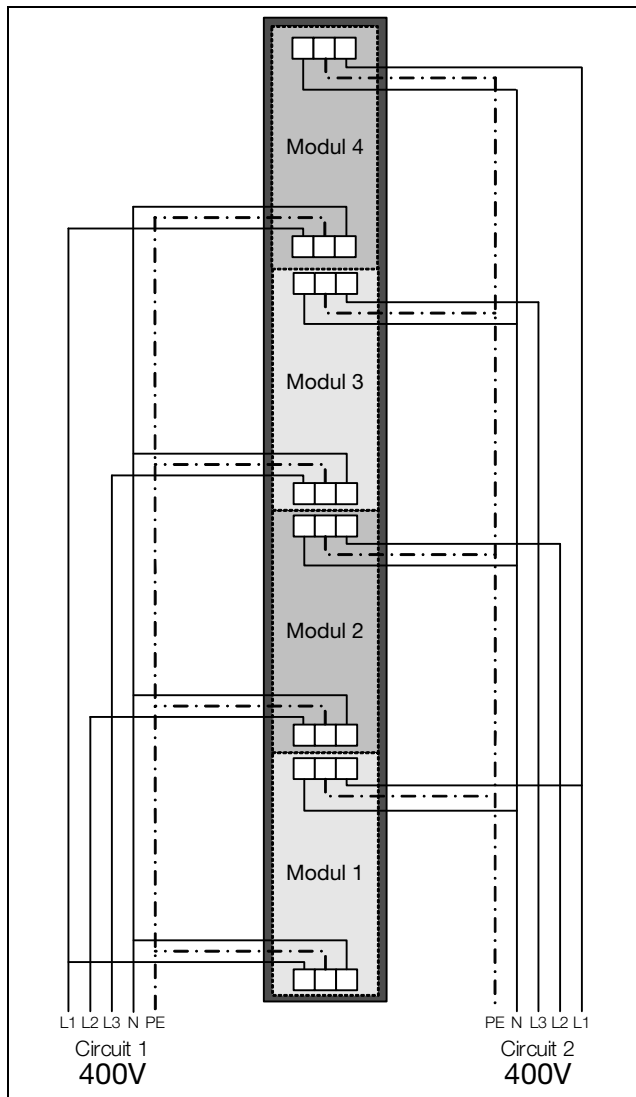 Modul 4
Modul 3
Modul 2
Modul 1
L1 L2 L3 N PE
Circuit 1
400V
PE N L3 L2 L1
Circuit 2
400V